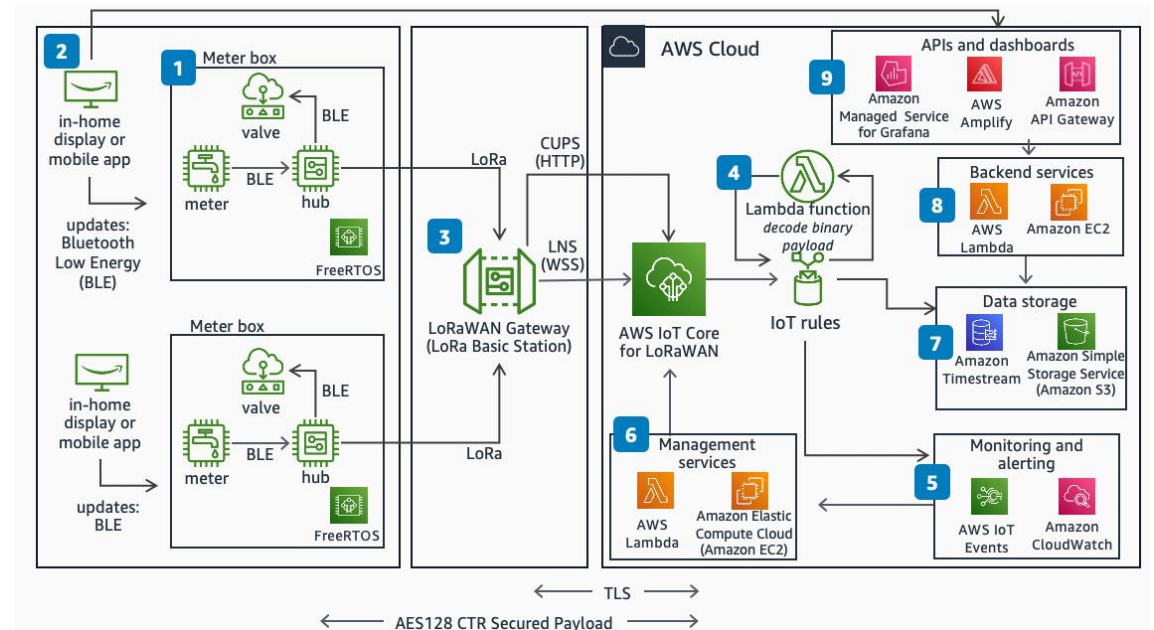 2
in-home
display or
mobile app
updates:
Bluetooth
Low Energy
(BLE)
Meter box
1
valve
BLE
meter
BLE
hub
FreeRTOS
in-home
display or
mobile app
updates:
BLE
Meter box
valve
BLE
meter
BLE
hub
FreeRTOS
LoRa
3
LoRaWAN Gateway
(LoRa Basic Station)
LoRa
CUPS
(HTTP)
LNS
(WSS)
AWS Cloud
AWS IoT Core
for LoRaWAN
4
Lambda function
decode binary
payload
IoT rules
APIs and dashboards
9
Amazon
Managed Service
for Grafana
AWS
Amplify
Amazon
API Gateway
Backend services
8
AWS
Lambda
Amazon EC2
Data storage
7
Amazon
Timestream
Amazon Simple
Storage Service
(Amazon S3)
6
Management
services
AWS
Lambda
Amazon Elastic
Compute Cloud
(Amazon EC2)
Monitoring and
alerting
5
AWS IoT
Events
Amazon
CloudWatch
TLS
AES128 CTR Secured Payload